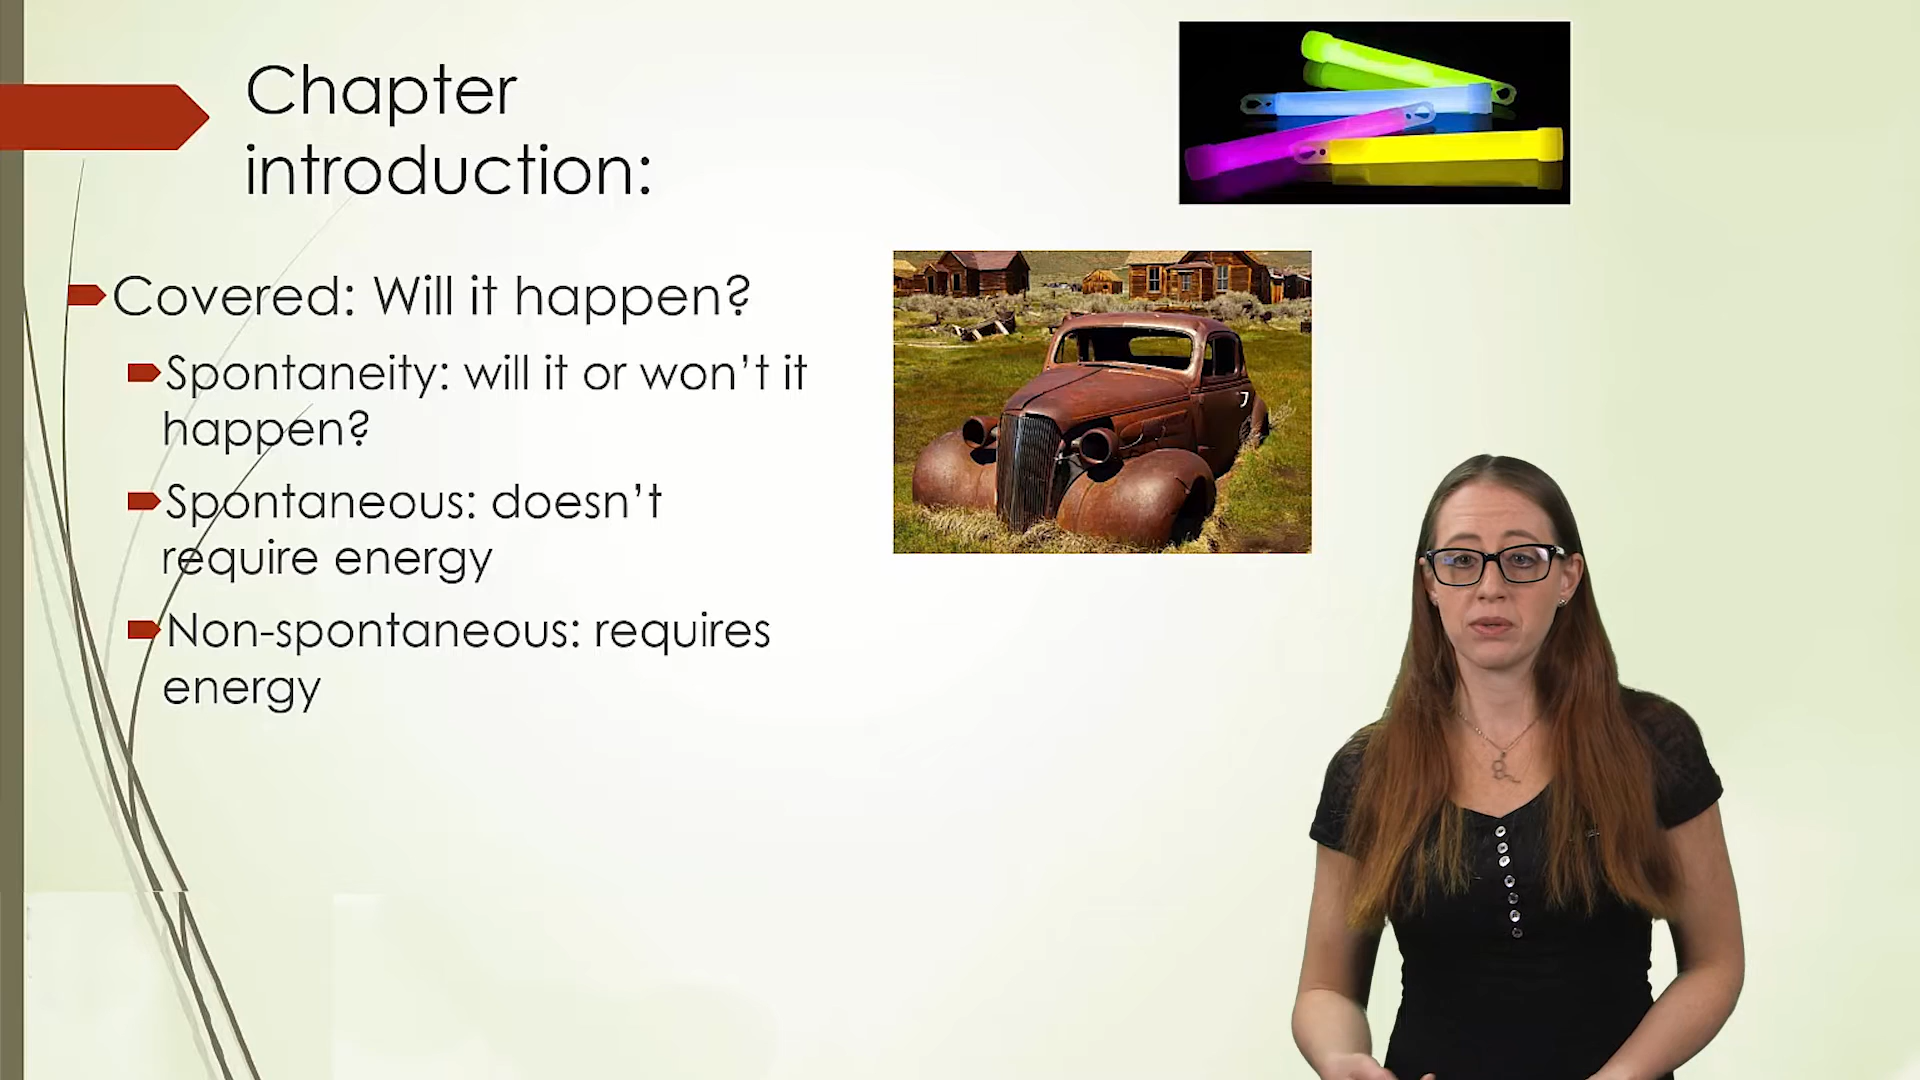 Chapter
introduction:
Covered: Will it happen?
Spontaneity: will it or won’t it
happen?
Spontaneous: doesn’t
require energy
Non-spontaneous: requires
energy